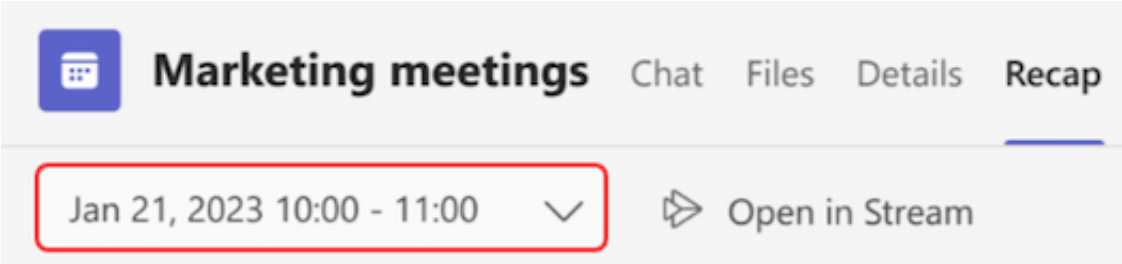 Marketing meetings Chat Files Details Recap
Jan 21, 2023 10:00 - 11:00 Open in Stream